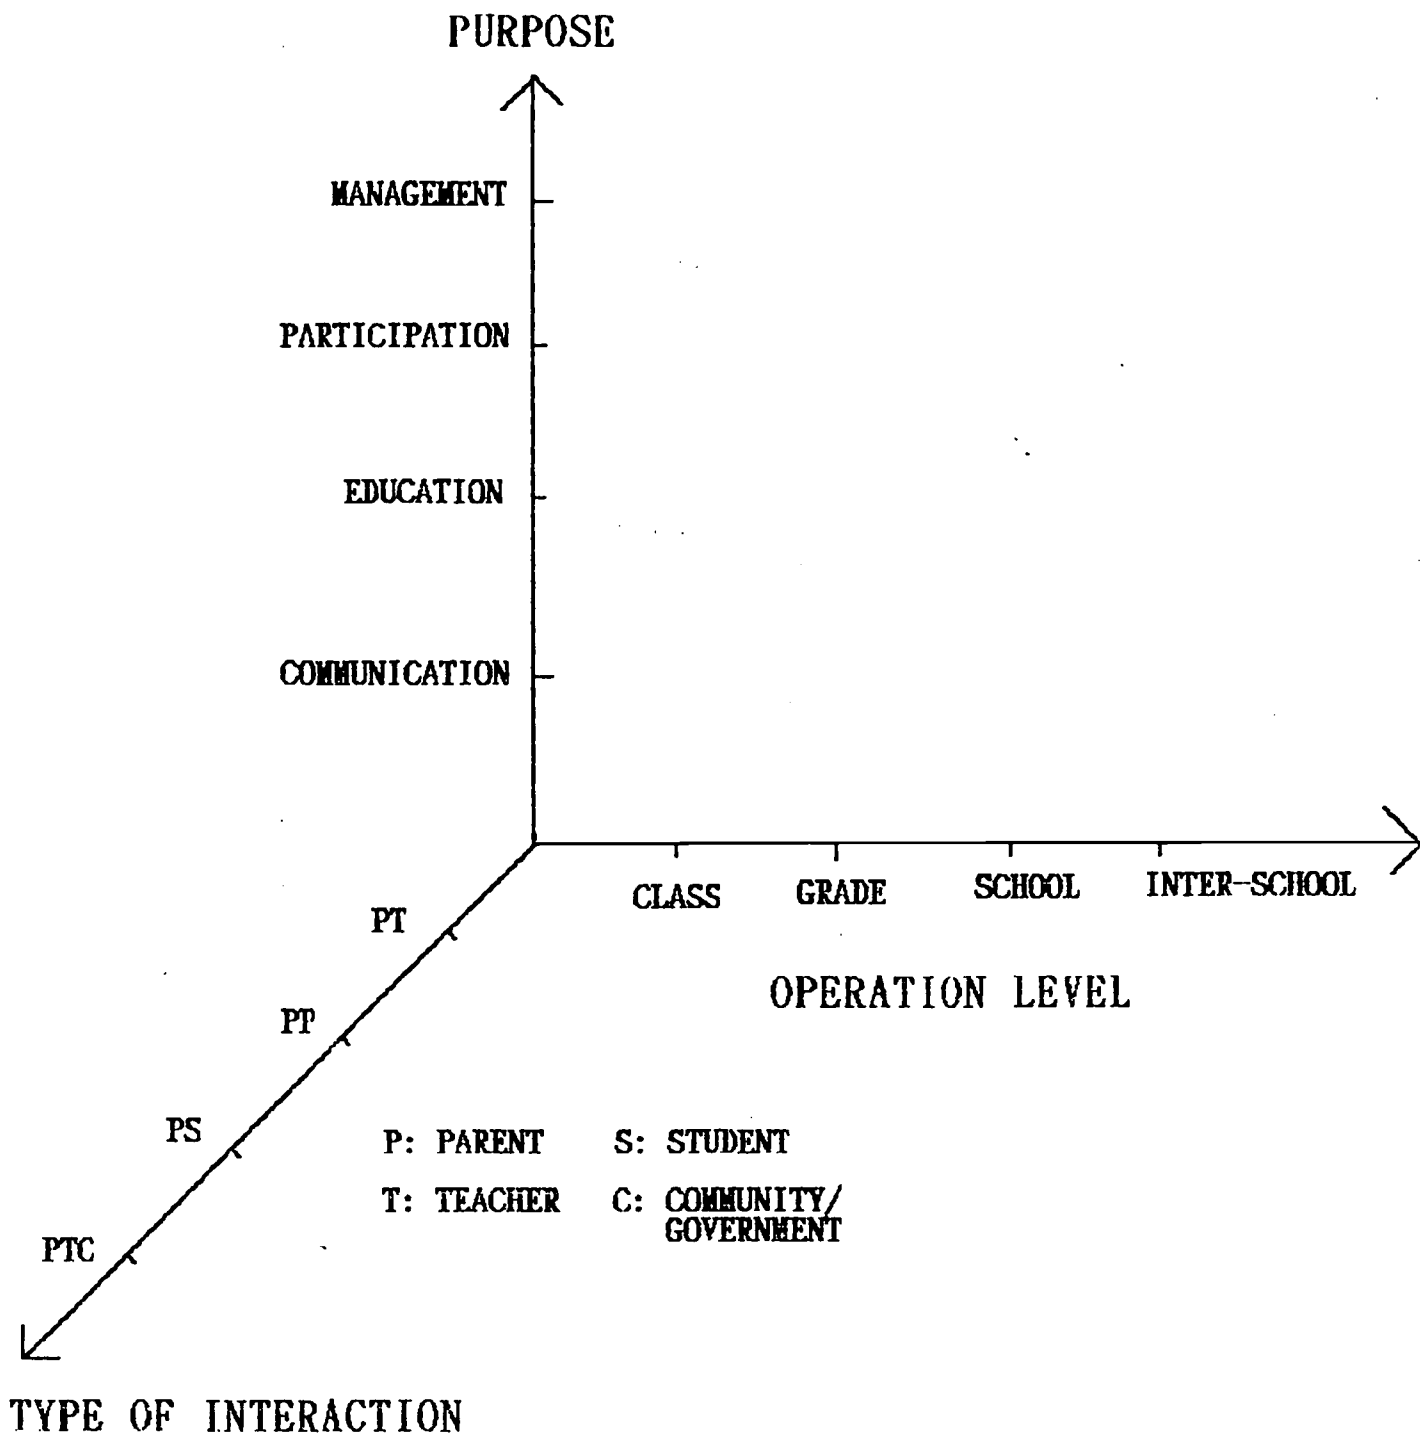 PURPOSE
MANAGEMENT
PARTICIPATION
EDUCATION
COMMUNICATION
CLASS GRADE SCHOOL INTER-SCHOOL
OPERATION LEVEL
PT
PP
PS
PTC
P: PARENT S: STUDENT
T: TEACHER C: COMMUNITY/
GOVERNMENT
TYPE OF INTERACTION